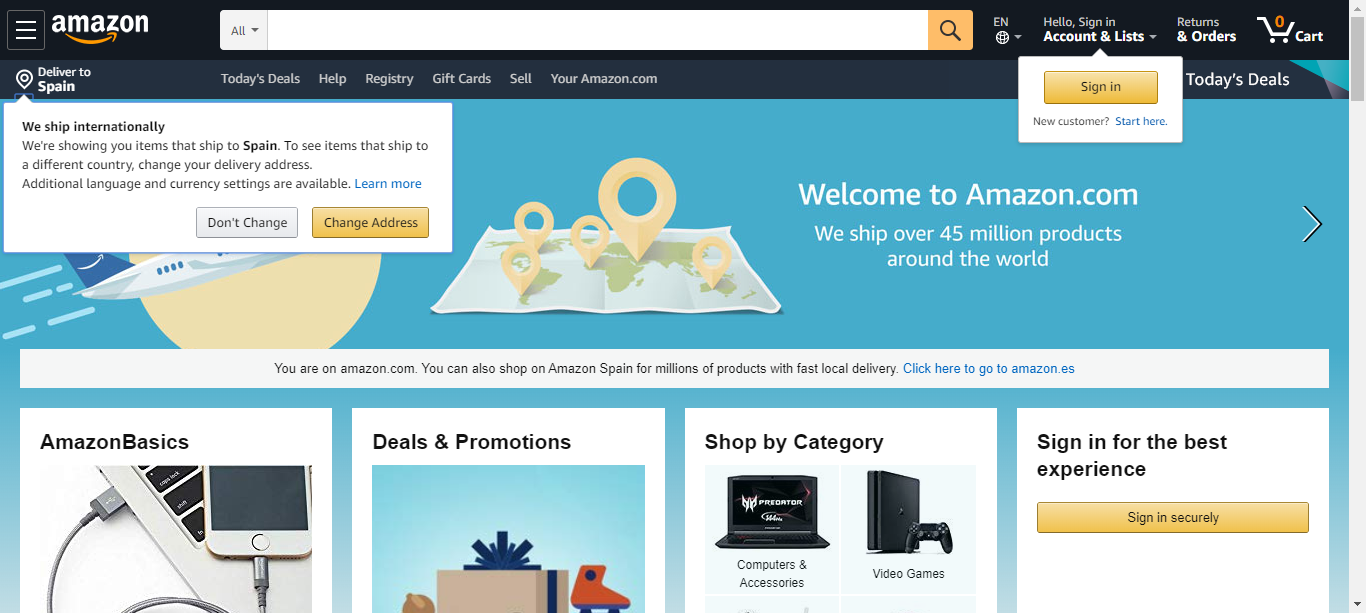 amazon
All
EN
Hello, Sign in
Account & Lists
Returns
& Orders
0
Cart
Deliver to
Spain
Today's Deals
Help
Registry
Gift Cards
Sell
Your Amazon.com
Today's Deals
Sign in
New customer? Start here.
We ship internationally
We're showing you items that ship to Spain. To see items that ship to
a different country, change your delivery address.
Additional language and currency settings are available. Learn more
Don't Change
Change Address
Welcome to Amazon.com
We ship over 45 million products
around the world
You are on amazon.com. You can also shop on Amazon Spain for millions of products with fast local delivery. Click here to go to amazon.es
AmazonBasics
Deals & Promotions
Shop by Category
Sign in for the best
experience
caps lock
shift
PREDATOR
144Hz
Sign in securely
Computers &
Accessories
Video Games